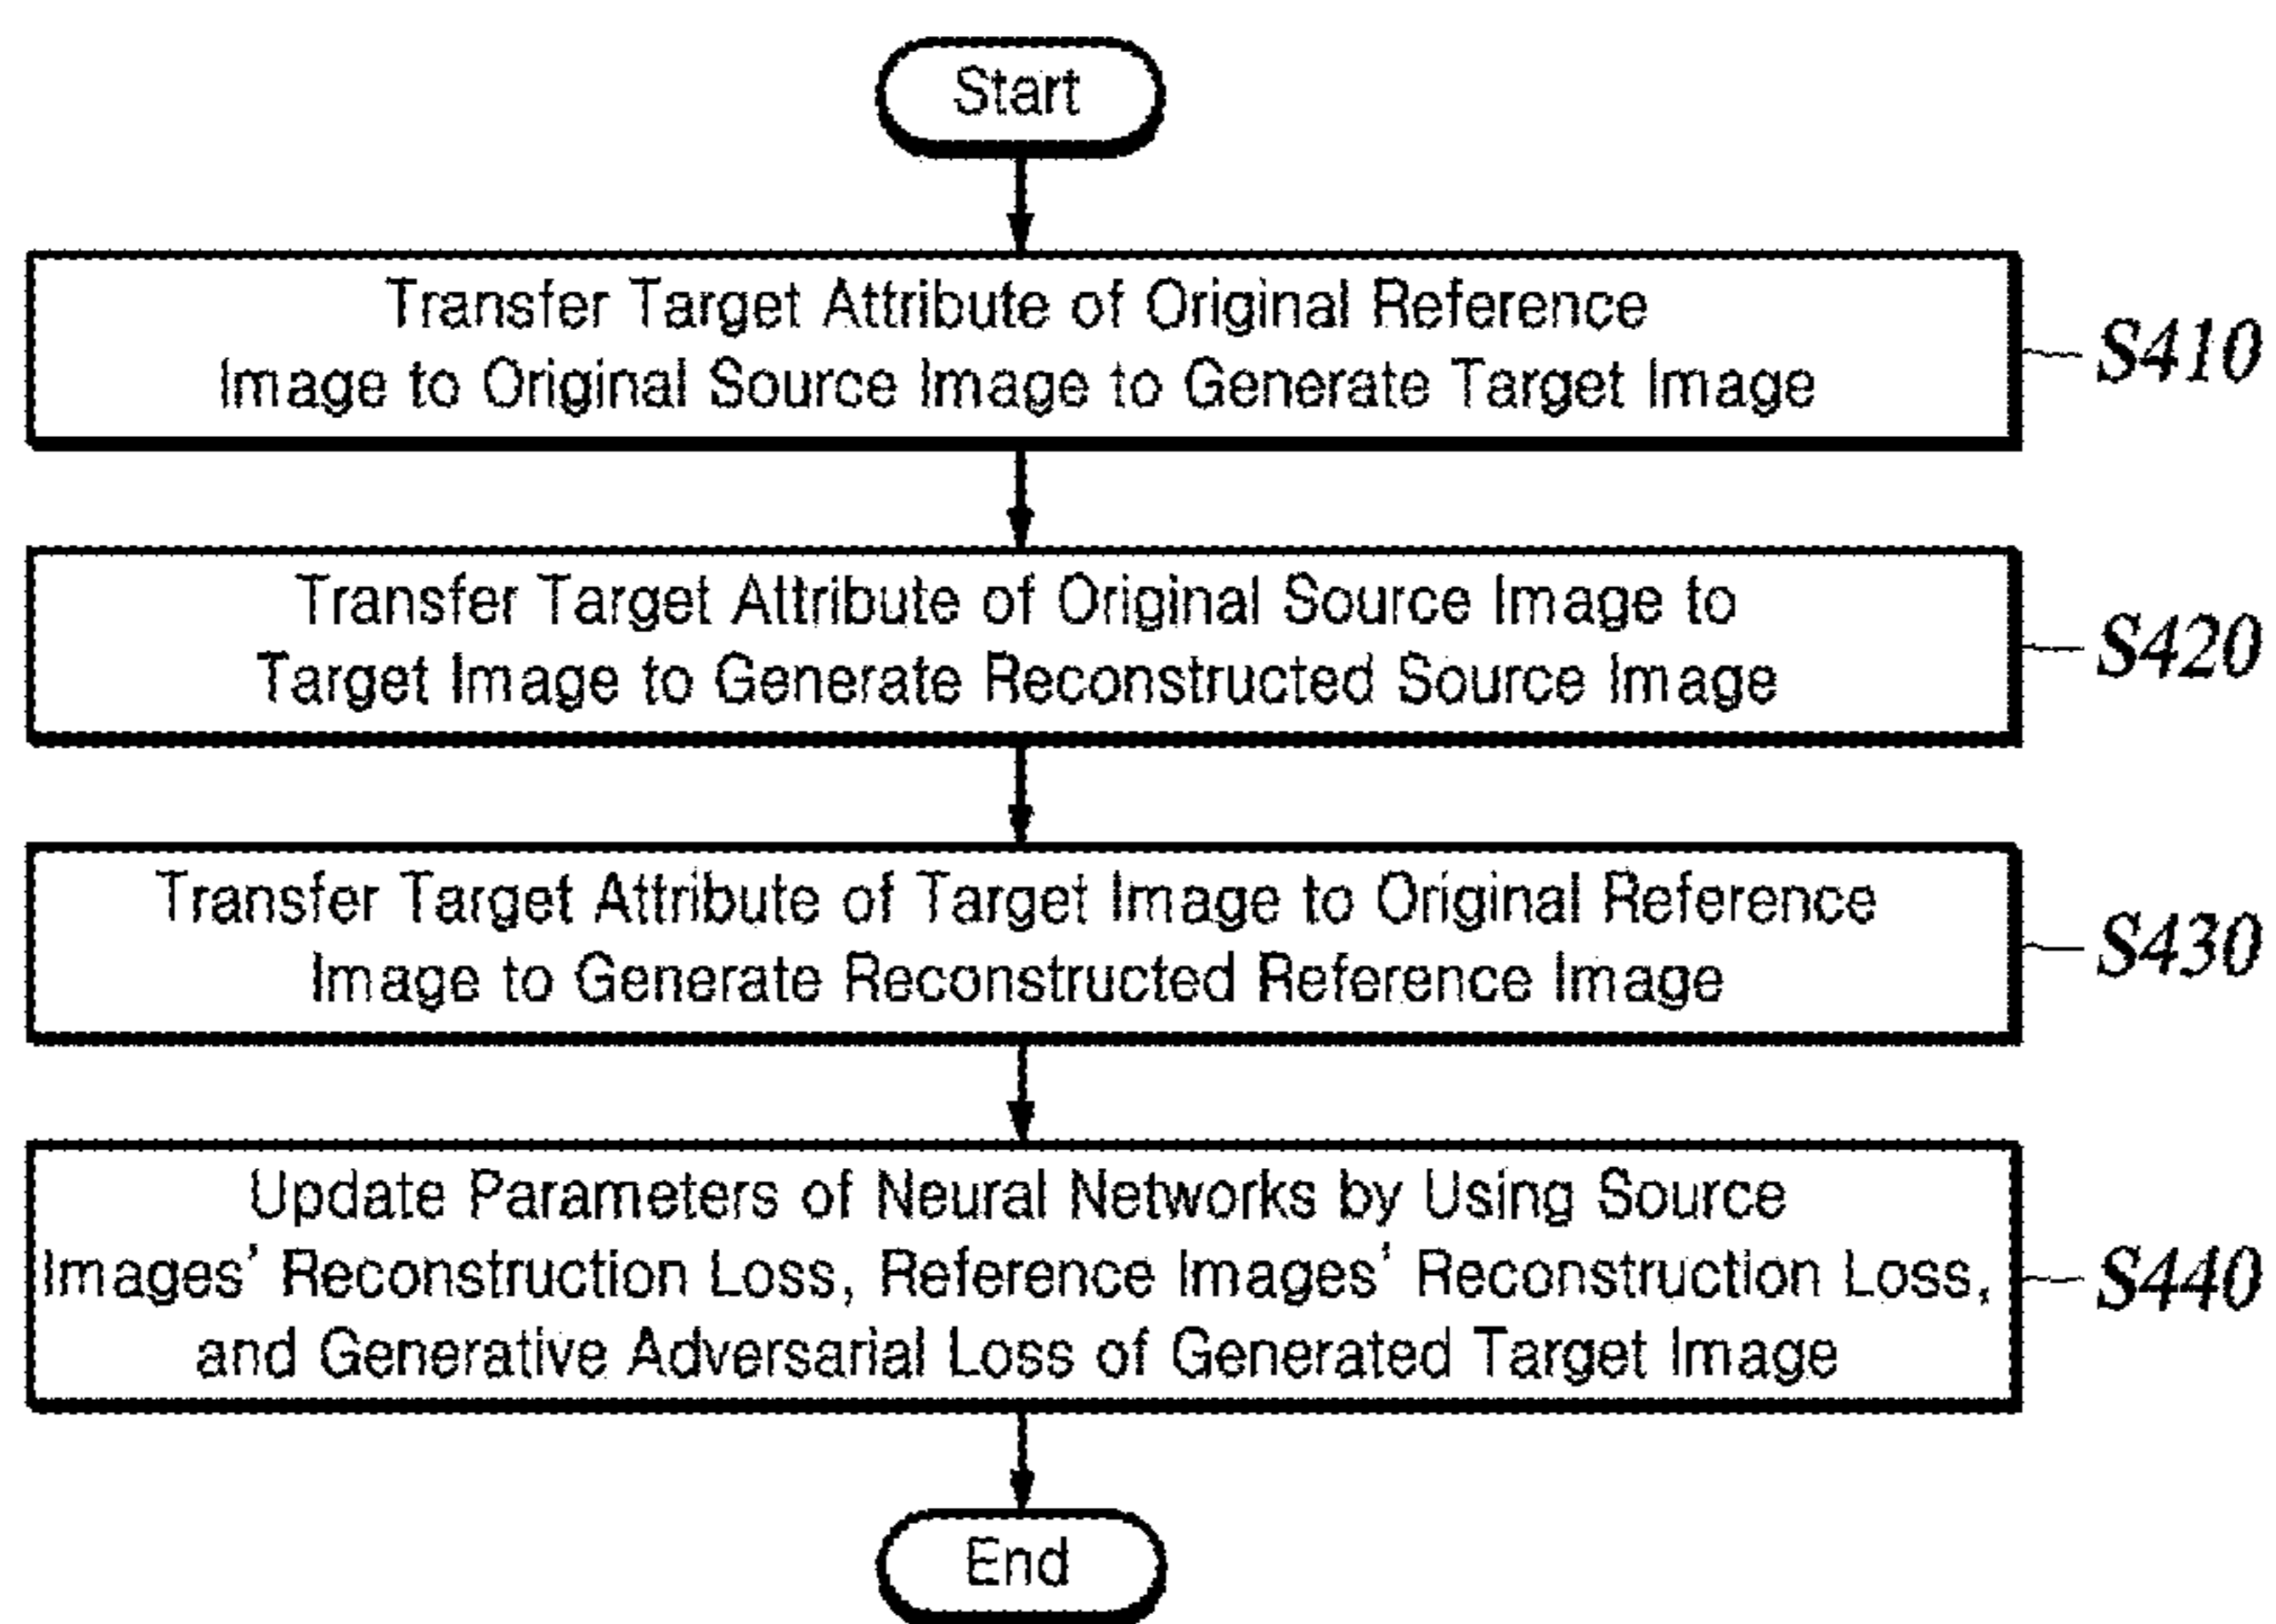 Start
Transfer Target Attribute of Original Reference
Image to Original Source Image to Generate Target Image
S410
Transfer Target Attribute of Original Source Image to
Target Image to Generate Reconstructed Source Image
S420
Transfer Target Attribute of Target Image to Original Reference
Image to Generate Reconstructed Reference Image
S430
Update Parameters of Neural Networks by Using Source
Images' Reconstruction Loss, Reference Images' Reconstruction Loss,
and Generative Adversarial Loss of Generated Target Image
S440
End